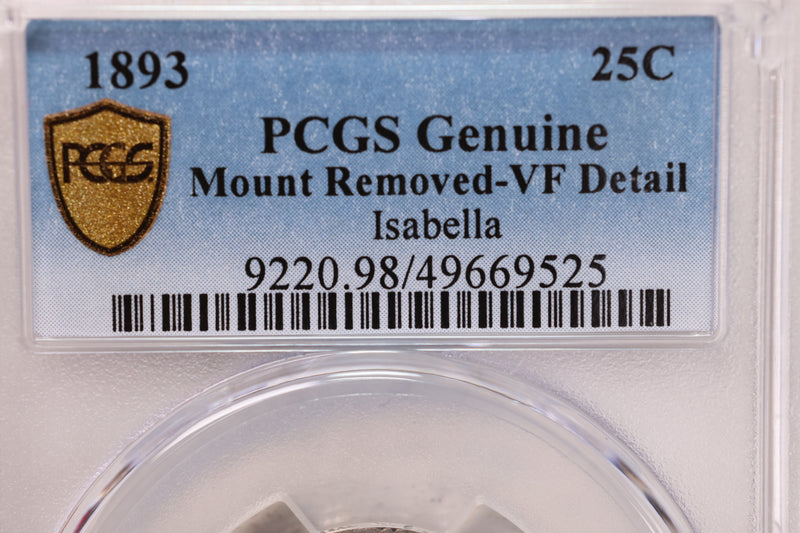 1893 25C
PCGS
PCGS Genuine
Mount Removed-VF Detail
Isabella
9220.98/49669525